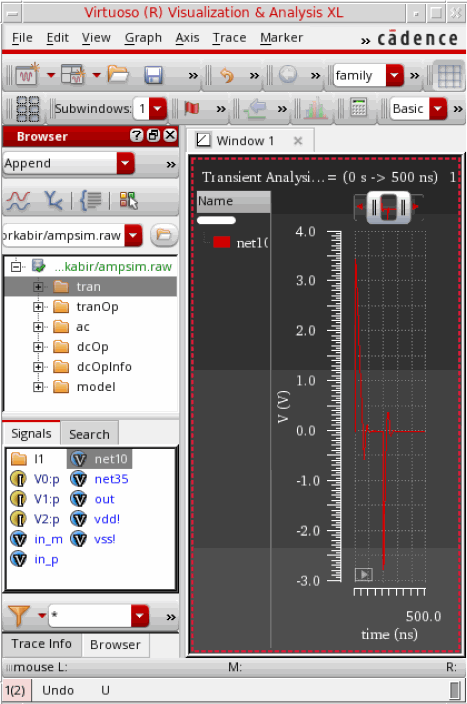 Virtuoso (R) Visualization & Analysis XL
File Edit View Graph Axis Trace Marker » cādence
» » » family »
Subwindows: 1 » » Basic »
Browser
Append »
orkabir/ampsim.raw
...kabir/ampsim.raw
tran
tranOp
ac
dcOp
dcOpInfo
model
Signals Search
I1 net10
V0:p net35
V1:p out
V2:p vdd!
in_m vss!
in_p
* »
Trace Info Browser
Window 1
Transient Analysi...= (0 s -> 500 ns) 1
Name
net10
4.0
3.0
2.0
1.0
0.0
-1.0
-2.0
-3.0
V (V)
500.0
time (ns)
mouse L: M: R:
1(2) Undo U